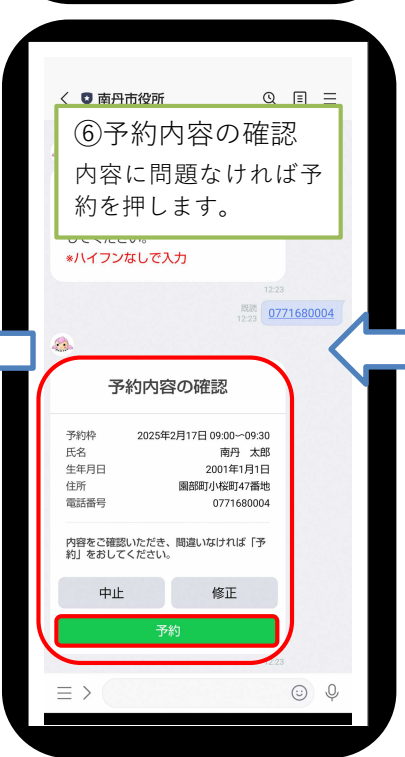 南丹市役所
⑥予約内容の確認
内容に問題なければ予
約を押します。
してください。
※ハイフンなしで入力
12:23
既読
12:23
0771680004
予約内容の確認
予約枠 2025年2月17日 09:00〜09:30
氏名 南丹 太郎
生年月日 2001年1月1日
住所 園部町小桜町47番地
電話番号 0771680004
内容をご確認いただき、間違いなければ「予
約」をおしてください。
中止 修正
予約
12:23